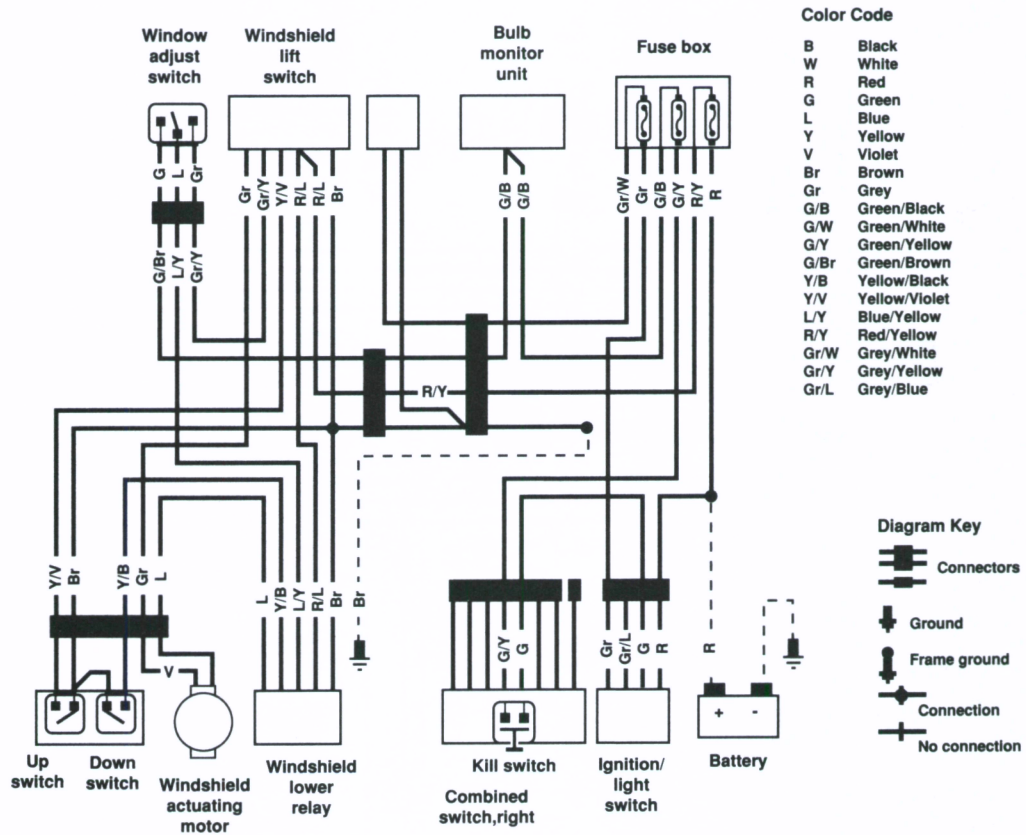 Color Code
B Black
W White
R Red
G Green
L Blue
Y Yellow
V Violet
Br Brown
Gr Grey
G/B Green/Black
G/W Green/White
G/Y Green/Yellow
G/Br Green/Brown
Y/B Yellow/Black
Y/V Yellow/Violet
L/Y Blue/Yellow
R/Y Red/Yellow
Gr/W Grey/White
Gr/Y Grey/Yellow
Gr/L Grey/Blue
Window
adjust
switch
Windshield
lift
switch
Bulb
monitor
unit
Fuse box
G L Gr
G/Br L/Y Gr/Y
Gr Gr/Y Y/V R/L R/L Br
G/B G/B
Gr/W Gr G/B G/Y R/Y R
R/Y
Y/V Br Y/B Gr L
L Y/B L/Y R/L Br
Br
G/Y G
Gr Gr/L G R
R
V
+ -
Up
switch
Down
switch
Windshield
actuating
motor
Windshield
lower
relay
Kill switch
Combined
switch,right
Ignition/
light
switch
Battery
Diagram Key
Connectors
Ground
Frame ground
Connection
No connection